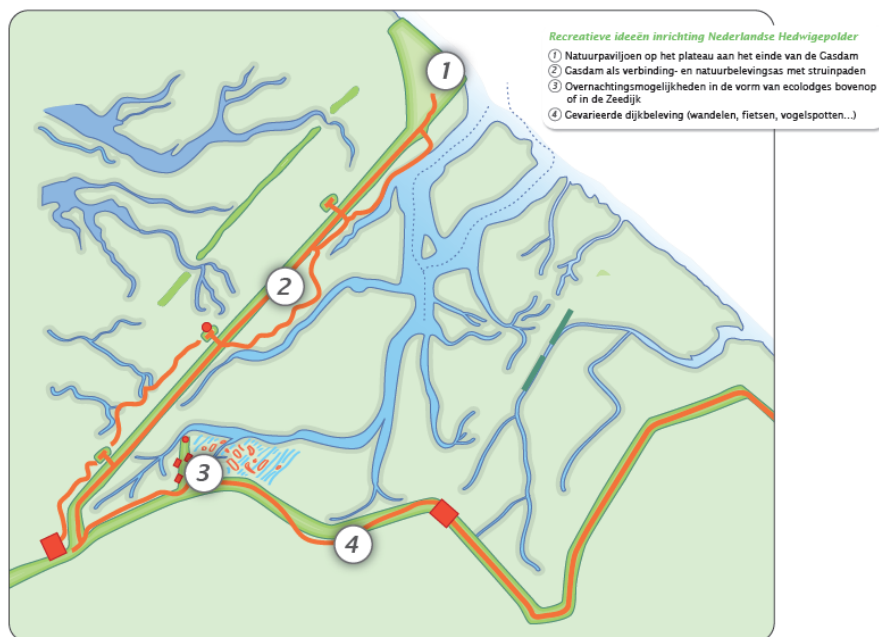 Recreatieve ideeën inrichting Nederlandse Hedwigepolder
1 Natuurpaviljoen op het plateau aan het einde van de Gasdam
2 Gasdam als verbinding- en natuurbelevingsas met struinpaden
3 Overnachtingsmogelijkheden in de vorm van ecolodges bovenop
of in de Zeedijk
4 Gevarieerde dijkbeleving (wandelen, fietsen, vogelspotten...)
1
2
3
4